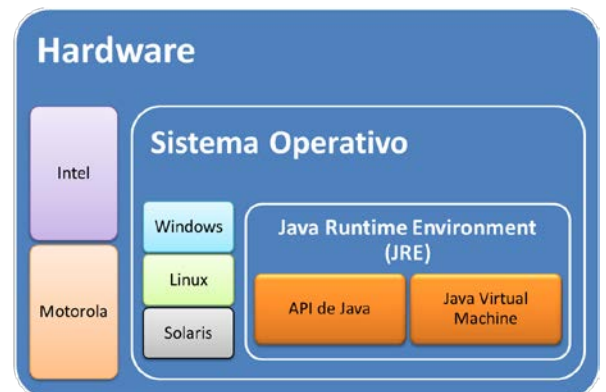 Hardware
Intel
Motorola
Sistema Operativo
Windows
Linux
Solaris
Java Runtime Environment
(JRE)
API de Java
Java Virtual
Machine